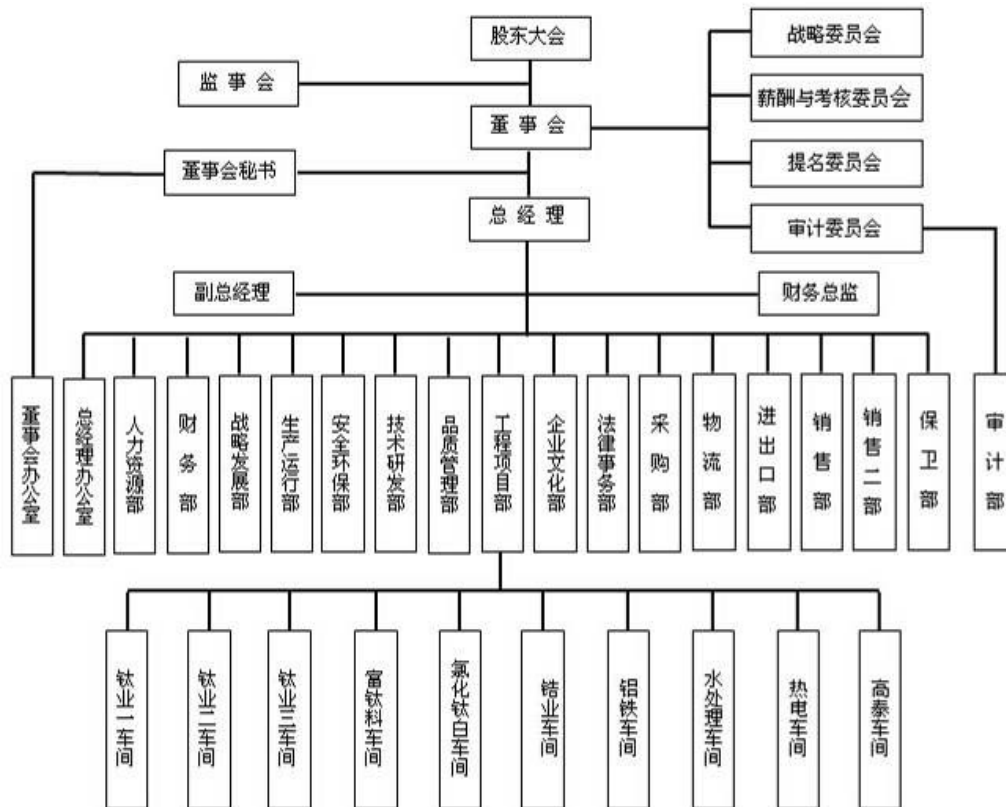 股东大会
战略委员会
监事会
薪酬与考核委员会
董事会
董事会秘书
提名委员会
总经理
审计委员会
副总经理
财务总监
董事会办公室
总经理办公室
人力资源部
财务部
战略发展部
生产运行部
安全环保部
技术研发部
品质管理部
工程项目部
企业文化部
法律事务部
采购部
物流部
进出口部
销售部
销售二部
保卫部
审计部
钛业一车间
钛业二车间
钛业三车间
富钛料车间
氯化钛白车间
锆业车间
铝铁车间
水处理车间
热电车间
高泰车间